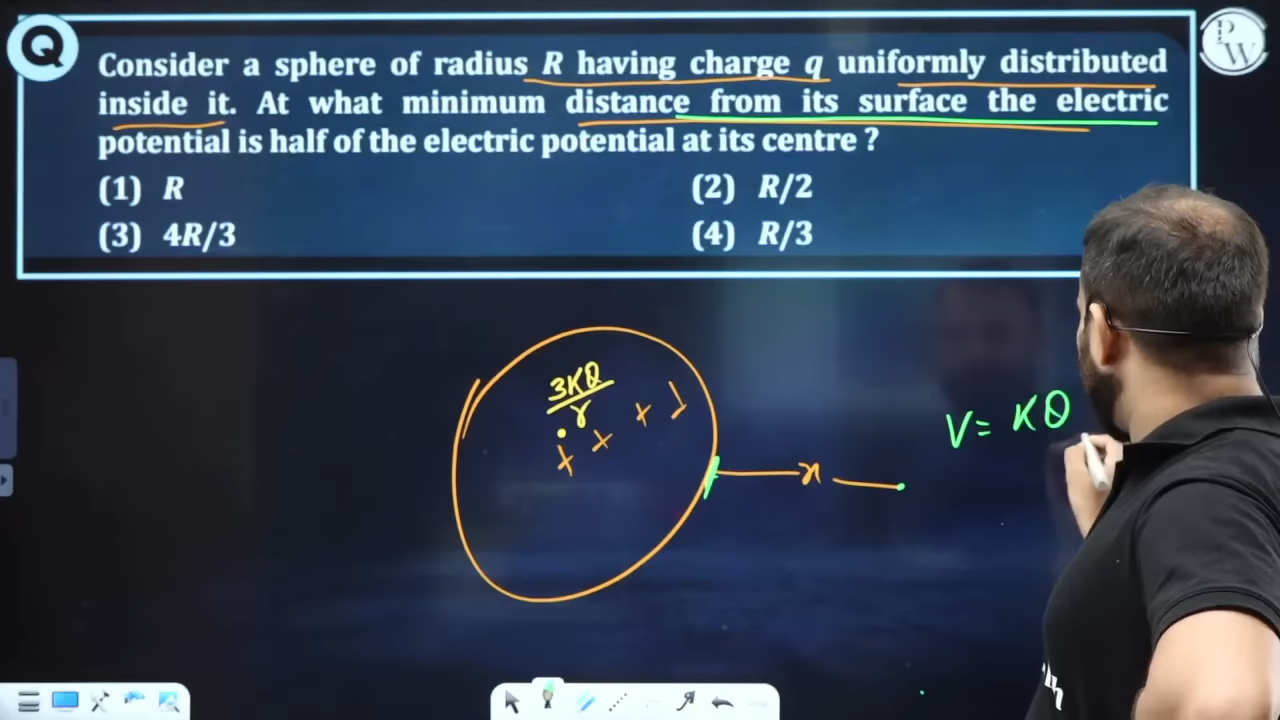 Q
Consider a sphere of radius R having charge q uniformly distributed
inside it. At what minimum distance from its surface the electric
potential is half of the electric potential at its centre ?
(1) R
(2) R/2
(3) 4R/3
(4) R/3
P
W
3KQ
r
+ + +
x
V= KQ